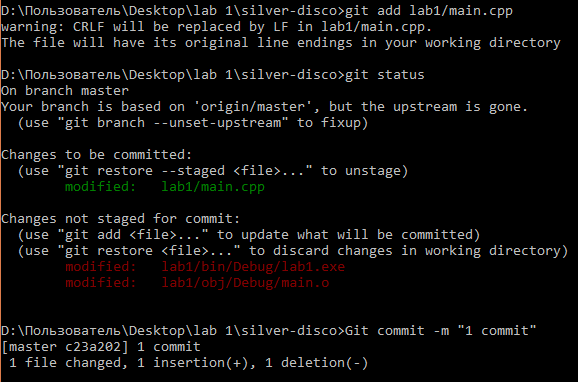 D:\Пользователь\Desktop\lab 1\silver-disco>git add lab1/main.cpp
warning: CRLF will be replaced by LF in lab1/main.cpp.
The file will have its original line endings in your working directory
D:\Пользователь\Desktop\lab 1\silver-disco>git status
On branch master
Your branch is based on 'origin/master', but the upstream is gone.
  (use "git branch --unset-upstream" to fixup)
Changes to be committed:
  (use "git restore --staged <file>..." to unstage)
        modified:   lab1/main.cpp
Changes not staged for commit:
  (use "git add <file>..." to update what will be committed)
  (use "git restore <file>..." to discard changes in working directory)
        modified:   lab1/bin/Debug/lab1.exe
        modified:   lab1/obj/Debug/main.o
D:\Пользователь\Desktop\lab 1\silver-disco>Git commit -m "1 commit"
[master c23a202] 1 commit
 1 file changed, 1 insertion(+), 1 deletion(-)